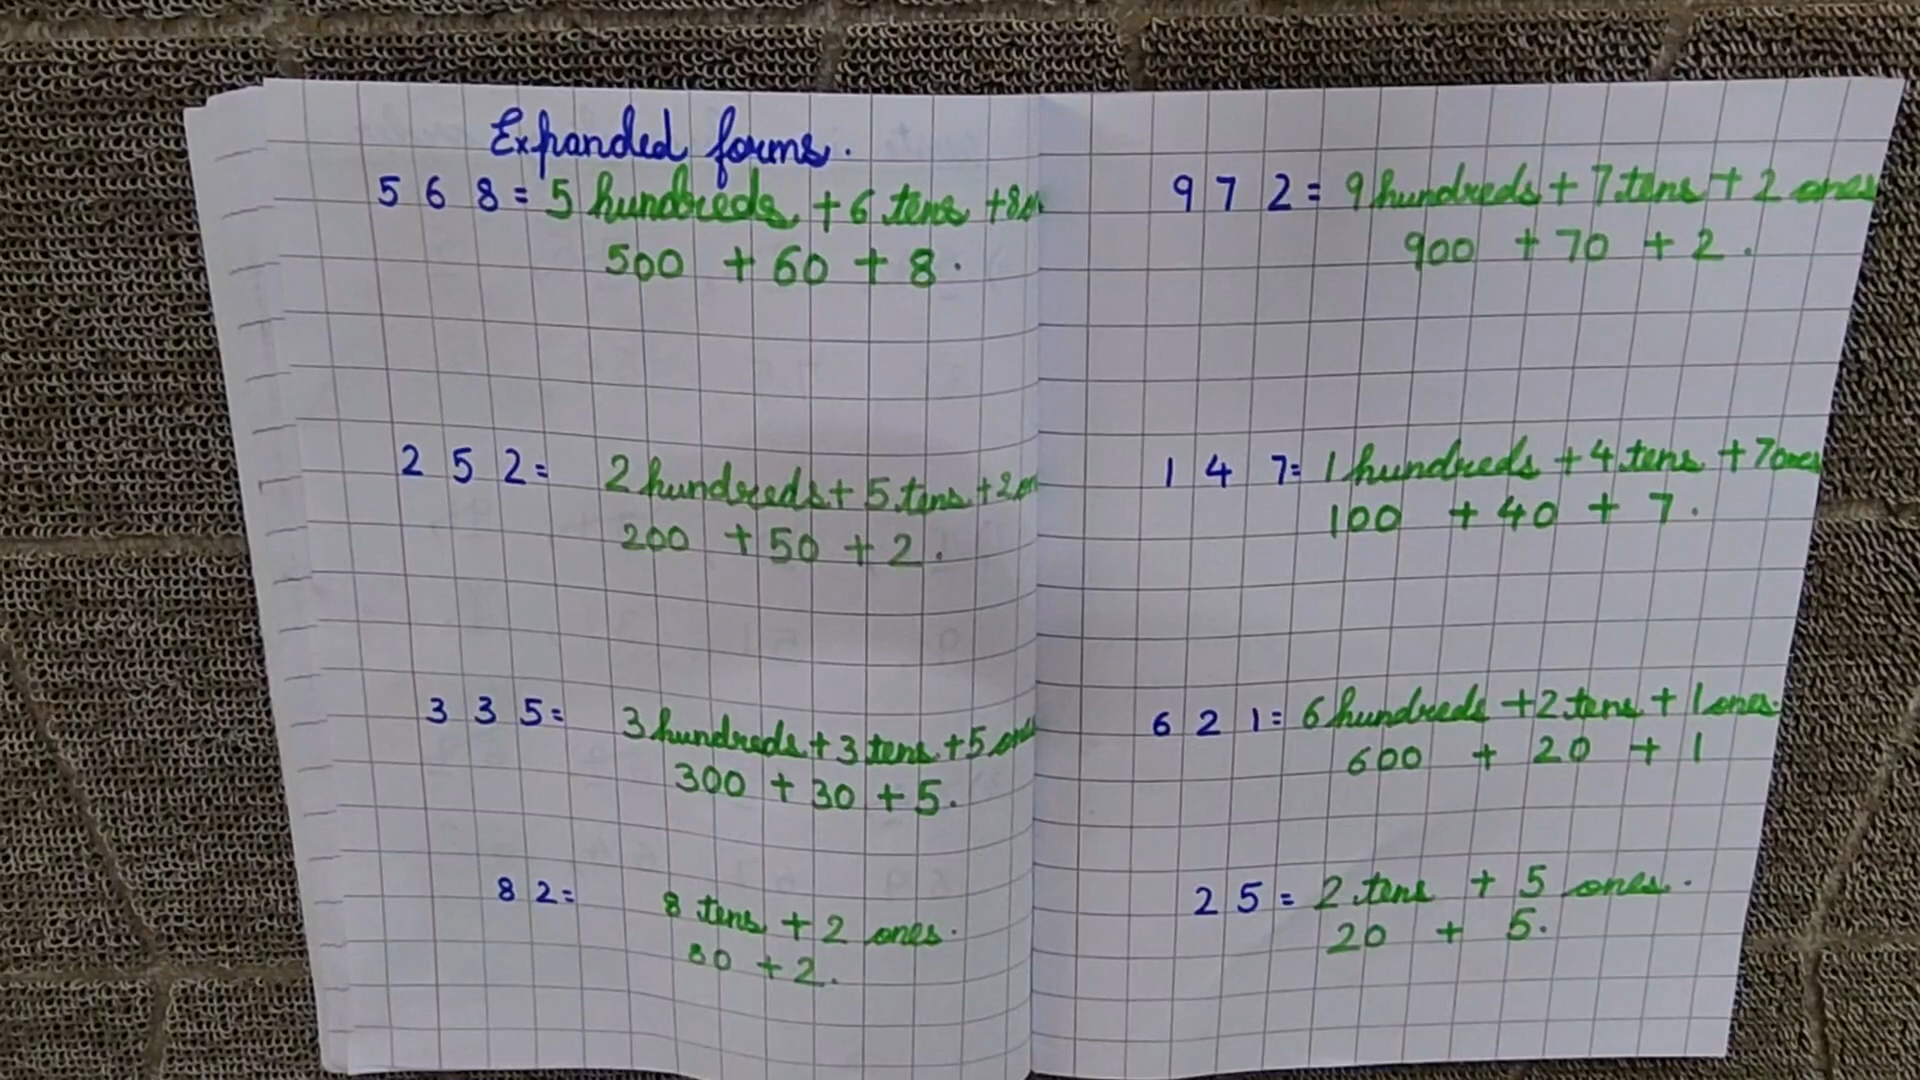 Expanded forms.
5 6 8 = 5 hundreds + 6 tens + 8
500 + 60 + 8.
2 5 2 = 2 hundreds + 5 tens + 2
200 + 50 + 2.
3 3 5 = 3 hundreds + 3 tens + 5 ones
300 + 30 + 5.
8 2 = 8 tens + 2 ones.
80 + 2.
9 7 2 = 9 hundreds + 7 tens + 2 ones
900 + 70 + 2.
1 4 7 = 1 hundreds + 4 tens + 7 ones
100 + 40 + 7.
6 2 1 = 6 hundreds + 2 tens + 1 ones.
600 + 20 + 1
2 5 = 2 tens + 5 ones.
20 + 5.